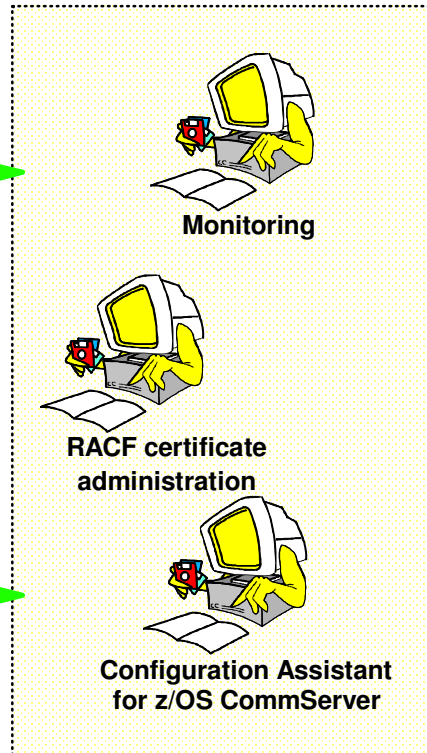 Monitoring
RACF certificate
administration
Configuration Assistant
for z/OS CommServer